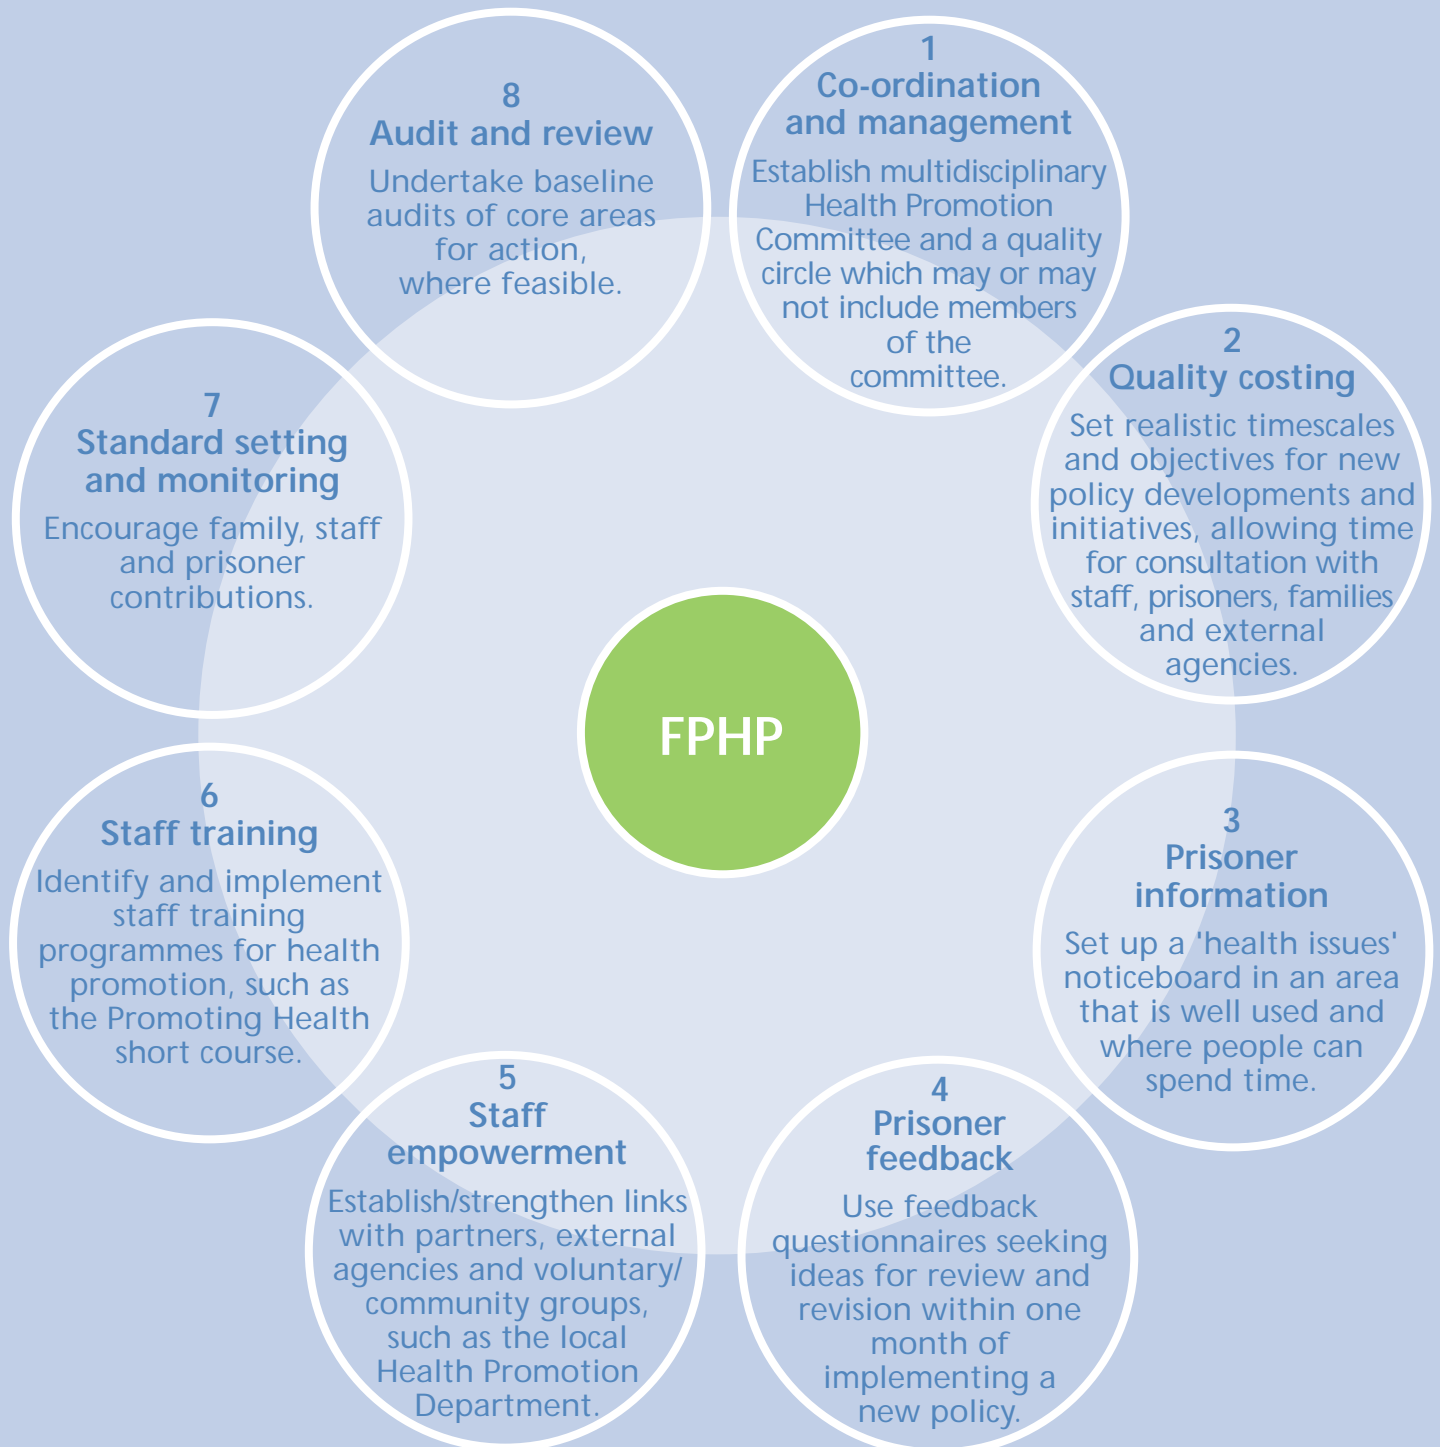 1
Co-ordination
and management
Establish multidisciplinary
Health Promotion
Committee and a quality
circle which may or may
not include members
of the
committee.
2
Quality costing
Set realistic timescales
and objectives for new
policy developments and
initiatives, allowing time
for consultation with
staff, prisoners, families
and external
agencies.
3
Prisoner
information
Set up a 'health issues'
noticeboard in an area
that is well used and
where people can
spend time.
4
Prisoner
feedback
Use feedback
questionnaires seeking
ideas for review and
revision within one
month of
implementing a
new policy.
5
Staff
empowerment
Establish/strengthen links
with partners, external
agencies and voluntary/
community groups,
such as the local
Health Promotion
Department.
6
Staff training
Identify and implement
staff training
programmes for health
promotion, such as
the Promoting Health
short course.
7
Standard setting
and monitoring
Encourage family, staff
and prisoner
contributions.
8
Audit and review
Undertake baseline
audits of core areas
for action,
where feasible.
FPHP